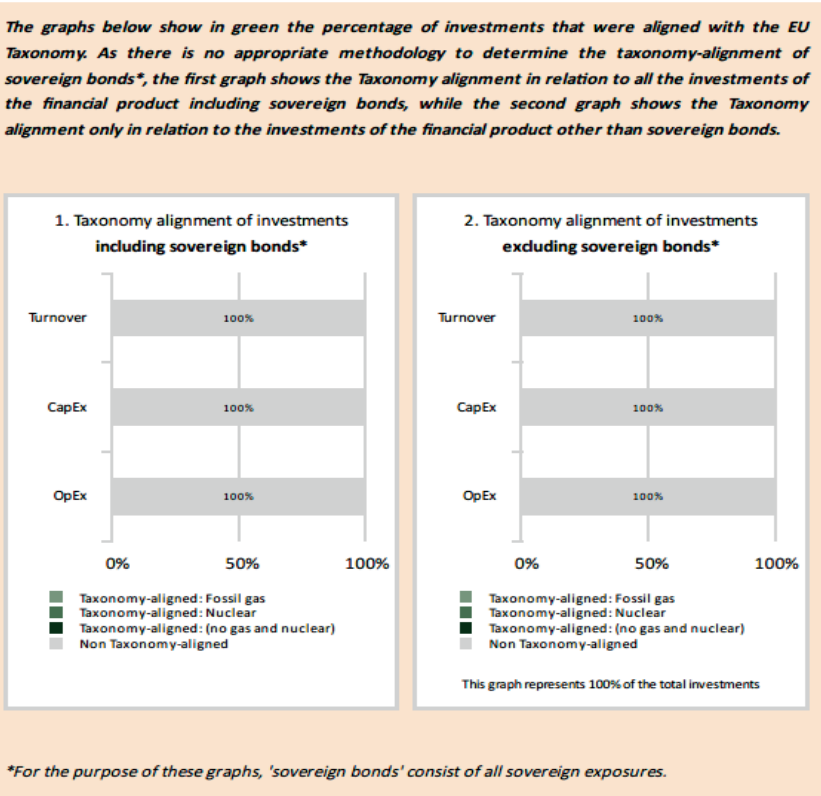 The graphs below show in green the percentage of investments that were aligned with the EU
Taxonomy. As there is no appropriate methodology to determine the taxonomy-alignment of
sovereign bonds*, the first graph shows the Taxonomy alignment in relation to all the investments of
the financial product including sovereign bonds, while the second graph shows the Taxonomy
alignment only in relation to the investments of the financial product other than sovereign bonds.
1. Taxonomy alignment of investments
including sovereign bonds*
Turnover
100%
CapEx
100%
OpEx
100%
0% 50% 100%
Taxonomy-aligned: Fossil gas
Taxonomy-aligned: Nuclear
Taxonomy-aligned: (no gas and nuclear)
Non Taxonomy-aligned
2. Taxonomy alignment of investments
excluding sovereign bonds*
Turnover
100%
CapEx
100%
OpEx
100%
0% 50% 100%
Taxonomy-aligned: Fossil gas
Taxonomy-aligned: Nuclear
Taxonomy-aligned: (no gas and nuclear)
Non Taxonomy-aligned
This graph represents 100% of the total investments
*For the purpose of these graphs, 'sovereign bonds' consist of all sovereign exposures.